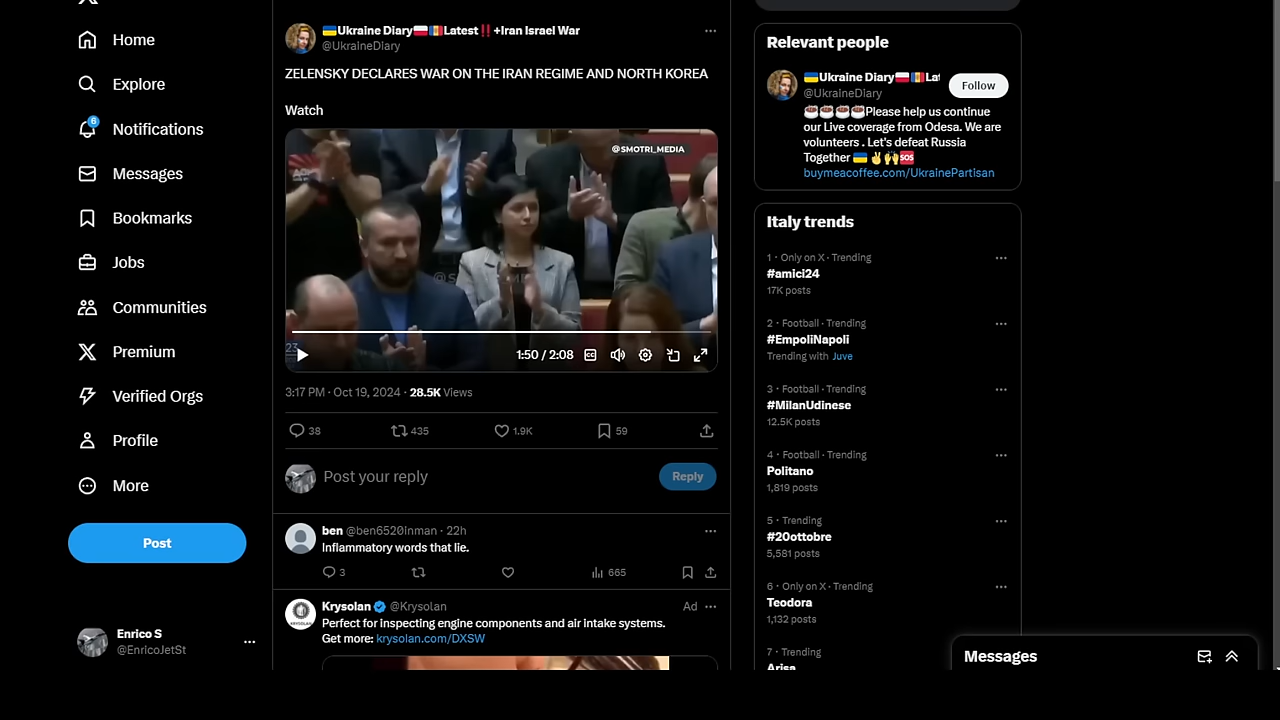 Home
Explore
6
Notifications
Messages
Bookmarks
Jobs
Communities
Premium
Verified Orgs
Profile
More
Post
Enrico S
@EnricoJetSt
🇺🇦Ukraine Diary🇵🇱🇲🇩Latest‼️+Iran Israel War
@UkraineDiary
ZELENSKY DECLARES WAR ON THE IRAN REGIME AND NORTH KOREA
Watch
@SMOTRI_MEDIA
23
1:50 / 2:08
3:17 PM · Oct 19, 2024 · 28.5K Views
38 435 1.9K 59
Post your reply
Reply
ben @ben6520inman · 22h
Inflammatory words that lie.
3 665
Krysolan @Krysolan Ad
Perfect for inspecting engine components and air intake systems.
Get more: krysolan.com/DXSW
Relevant people
🇺🇦Ukraine Diary🇵🇱🇲🇩Lat
@UkraineDiary
Follow
☕☕☕☕Please help us continue
our Live coverage from Odesa. We are
volunteers . Let's defeat Russia
Together 🇺🇦✌️🙌🆘
buymeacoffee.com/UkrainePartisan
Italy trends
1 · Only on X · Trending
#amici24
17K posts
2 · Football · Trending
#EmpoliNapoli
Trending with Juve
3 · Football · Trending
#MilanUdinese
12.5K posts
4 · Football · Trending
Politano
1,819 posts
5 · Trending
#20ottobre
5,581 posts
6 · Only on X · Trending
Teodora
1,132 posts
7 · Trending
Arisa
Messages